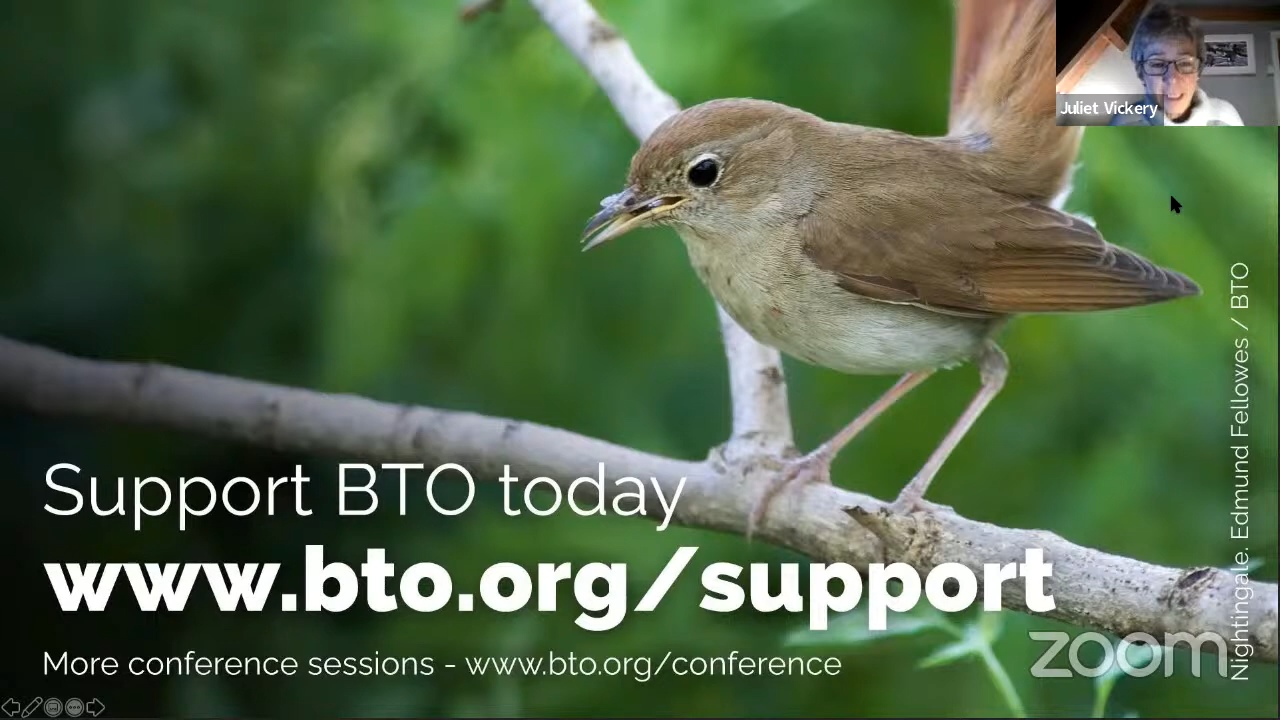 Juliet Vickery
Support BTO today
www.bto.org/support
More conference sessions - www.bto.org/conference
Nightingale. Edmund Fellowes / BTO
zoom